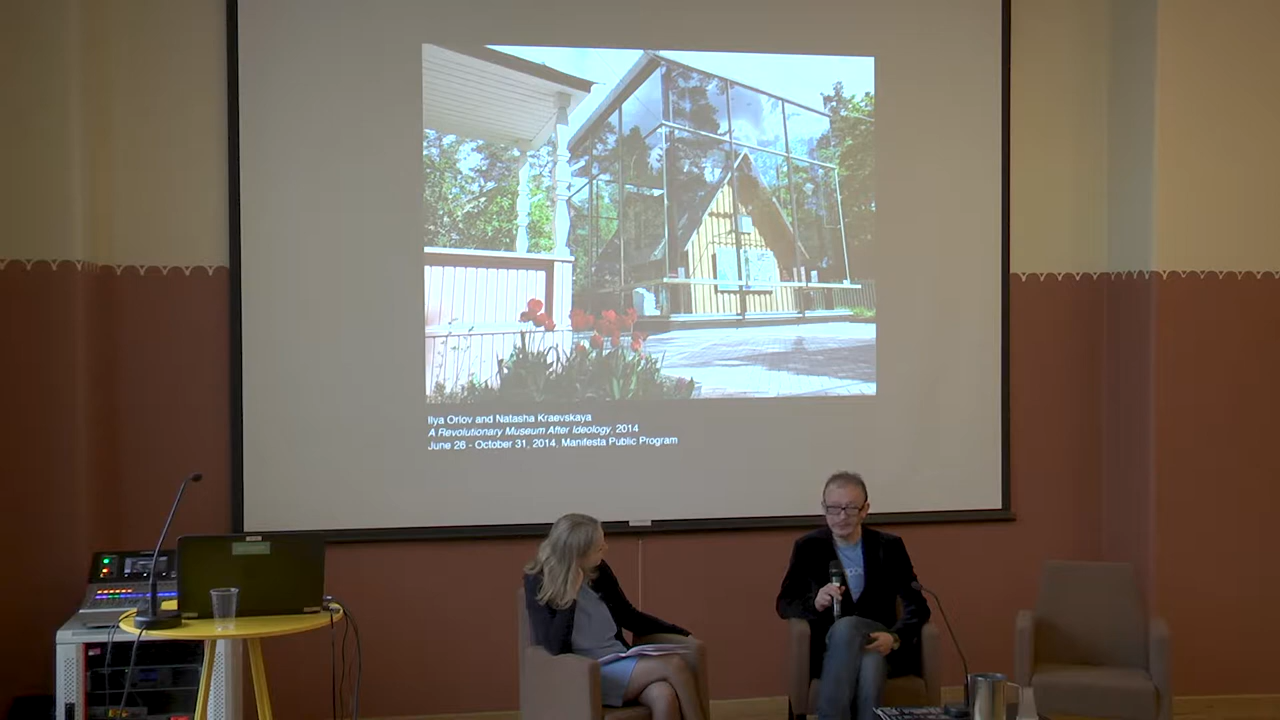 Ilya Orlov and Natasha Kraevskaya
A Revolutionary Museum After Ideology, 2014
June 26 - October 31, 2014, Manifesta Public Program